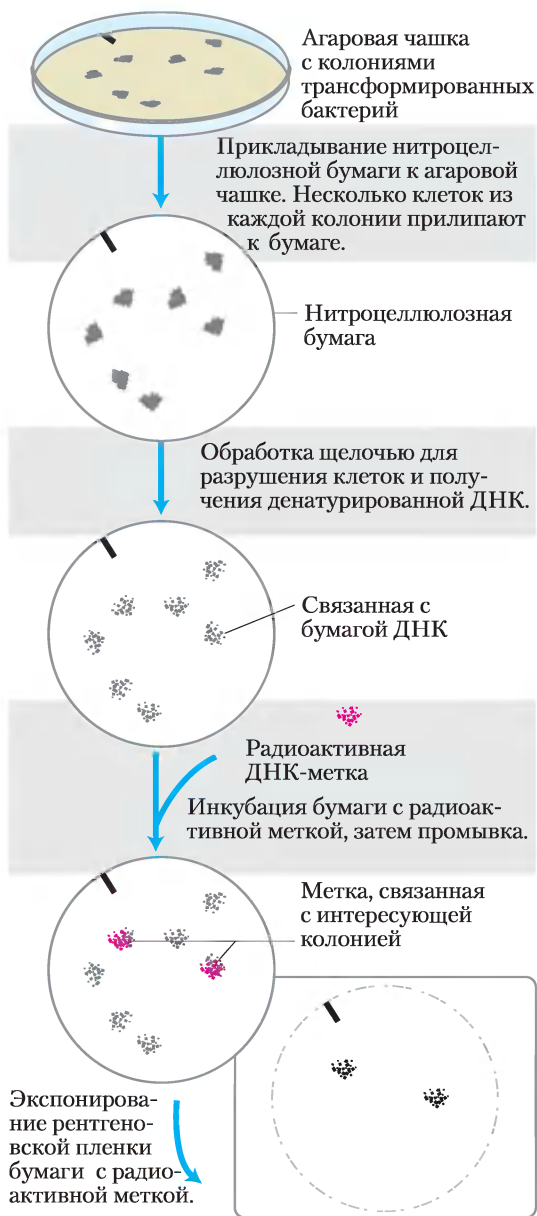 Агаровая чашка
с колониями
трансформированных
бактерий
Прикладывание нитроцел-
люлозной бумаги к агаровой
чашке. Несколько клеток из
каждой колонии прилипают
к бумаге.
Нитроцеллюлозная
бумага
Обработка щелочью для
разрушения клеток и полу-
чения денатурированной ДНК.
Связанная с
бумагой ДНК
Радиоактивная
ДНК-метка
Инкубация бумаги с радиоак-
тивной меткой, затем промывка.
Метка, связанная
с интересующей
колонией
Экспонирова-
ние рентгено-
вской пленки
бумаги с радио-
активной меткой.